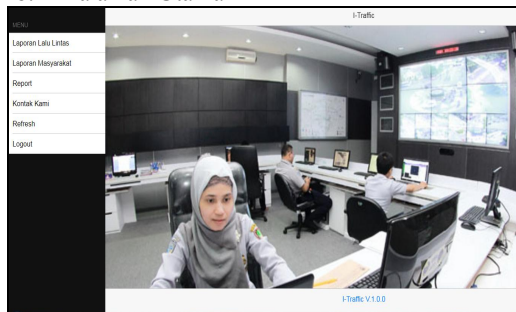 I-Traffic
MENU
Laporan Lalu Lintas
Laporan Masyarakat
Report
Kontak Kami
Refresh
Logout
I-Traffic V.1.0.0